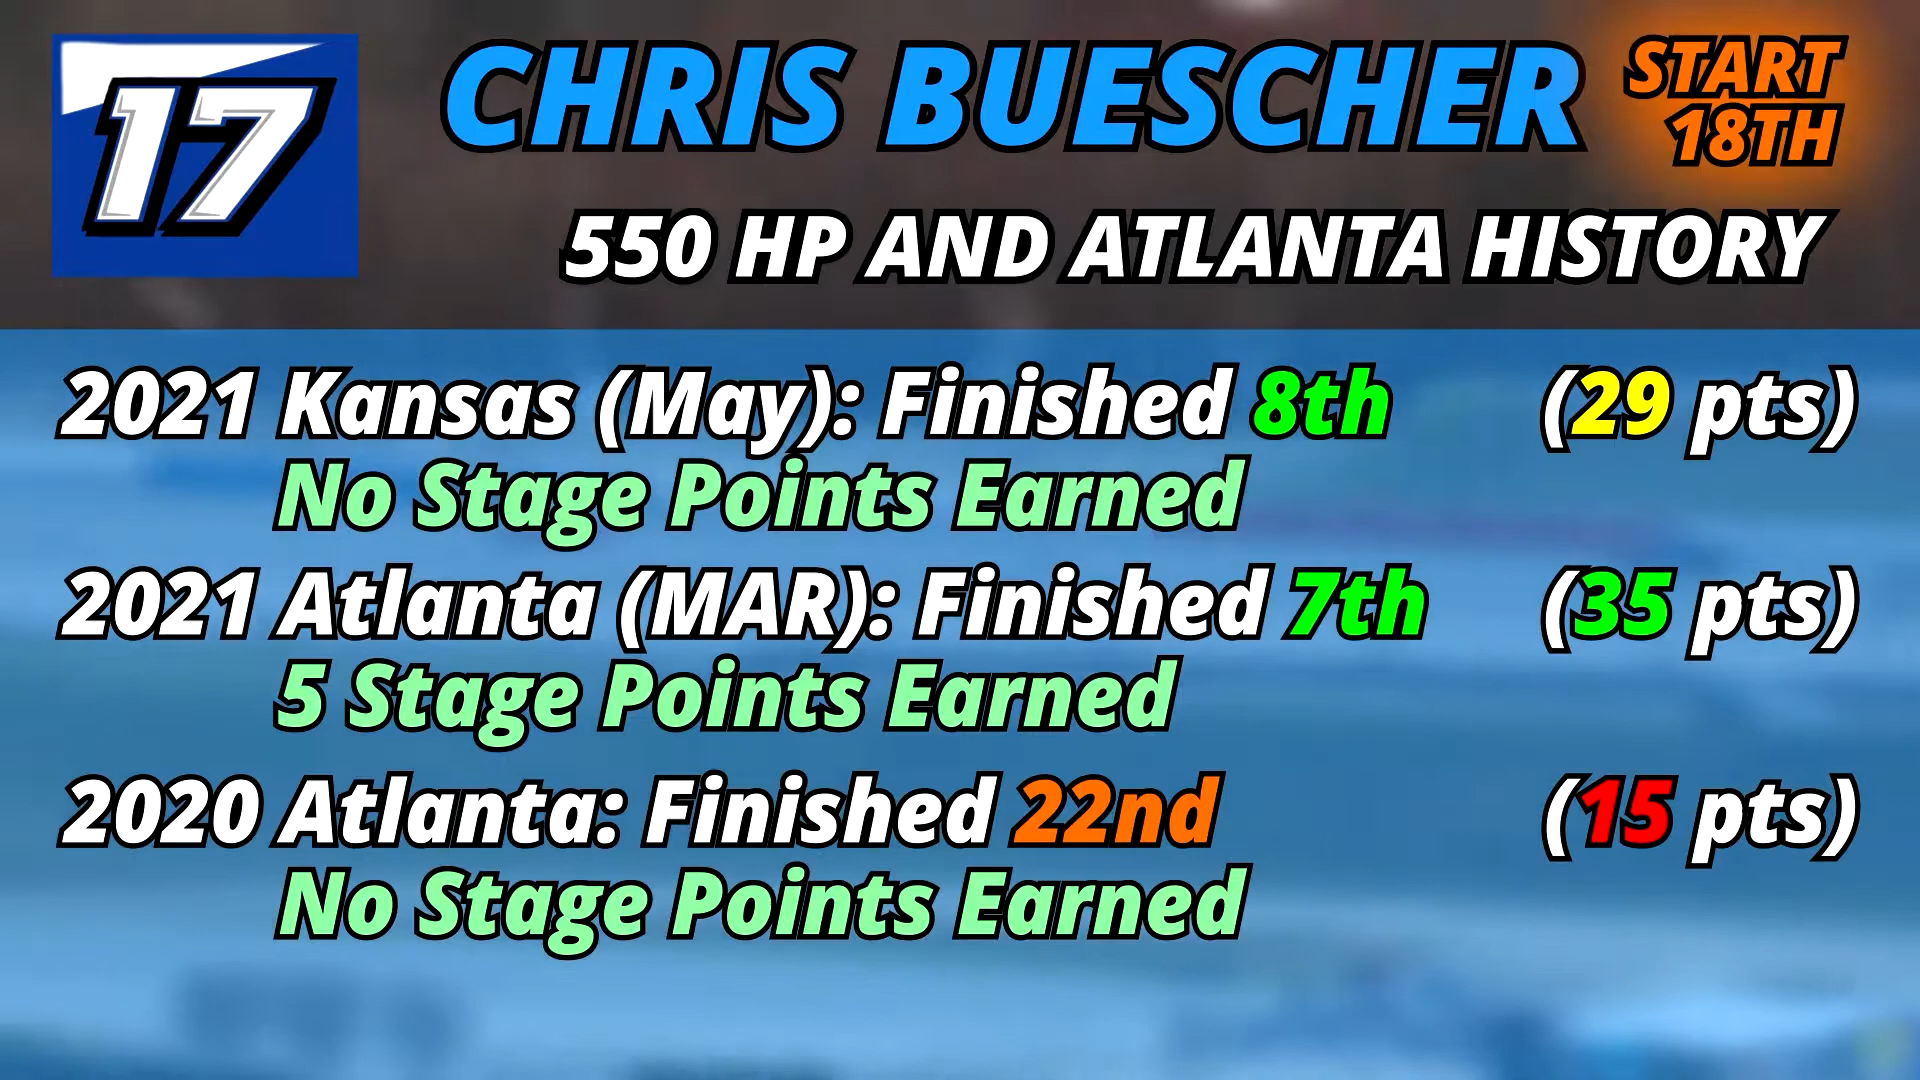 17
CHRIS BUESCHER
START
18TH
550 HP AND ATLANTA HISTORY
2021 Kansas (May): Finished 8th (29 pts)
No Stage Points Earned
2021 Atlanta (MAR): Finished 7th (35 pts)
5 Stage Points Earned
2020 Atlanta: Finished 22nd (15 pts)
No Stage Points Earned